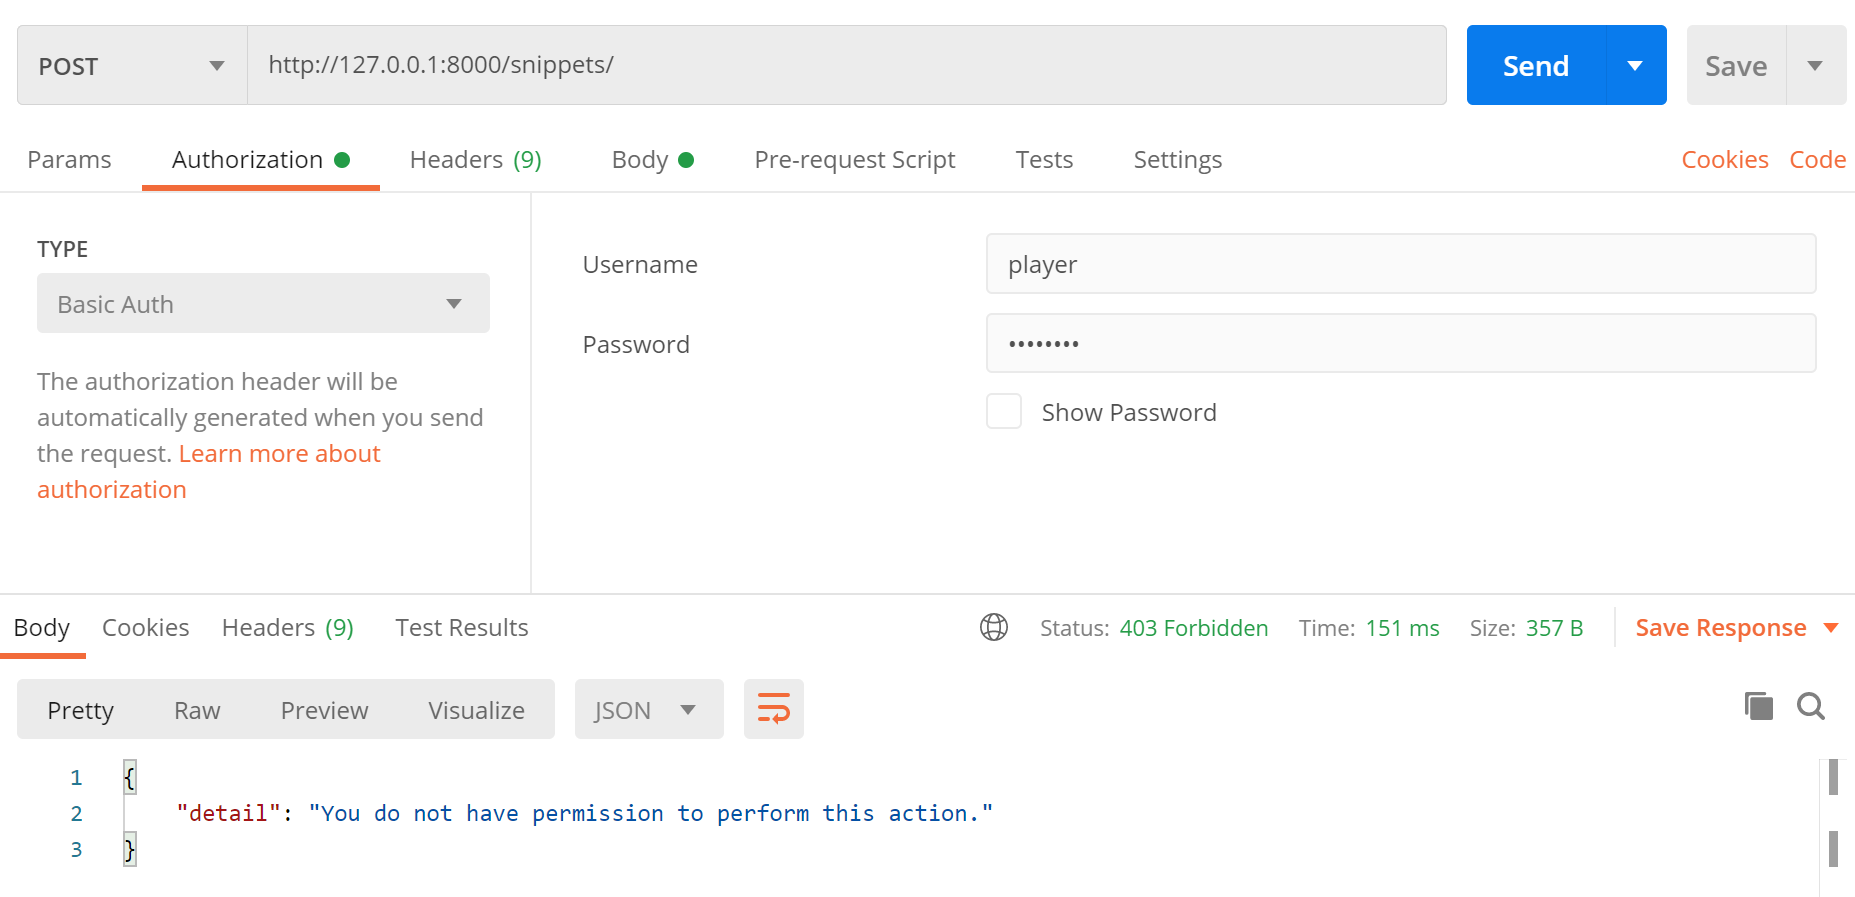 POST http://127.0.0.1:8000/snippets/ Send Save
Params Authorization Headers (9) Body Pre-request Script Tests Settings Cookies Code
TYPE
Basic Auth
The authorization header will be
automatically generated when you send
the request. Learn more about
authorization
Username player
Password ••••••••
Show Password
Body Cookies Headers (9) Test Results Status: 403 Forbidden Time: 151 ms Size: 357 B Save Response
Pretty Raw Preview Visualize JSON
1 {
2 "detail": "You do not have permission to perform this action."
3 }